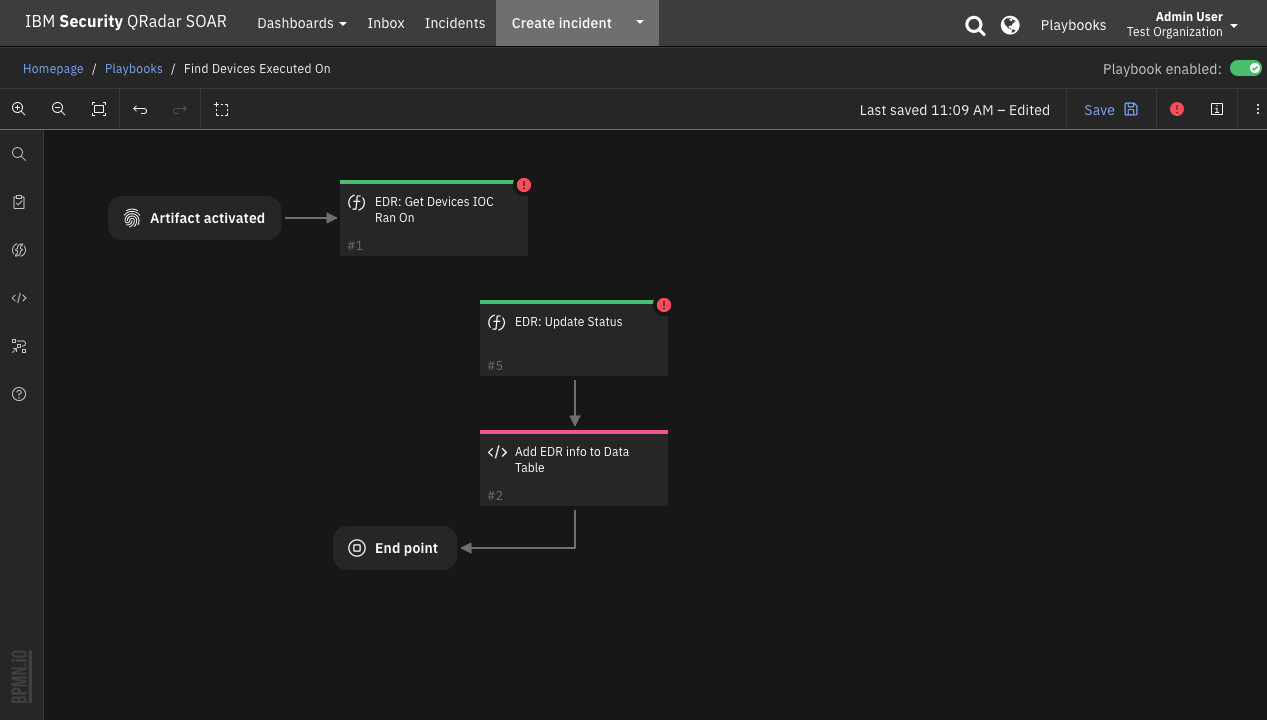 IBM Security QRadar SOAR
Dashboards
Inbox
Incidents
Create incident
Playbooks
Admin User
Test Organization
Homepage / Playbooks / Find Devices Executed On
Playbook enabled:
Last saved 11:09 AM – Edited
Save
Artifact activated
EDR: Get Devices IOC
Ran On
#1
EDR: Update Status
#5
Add EDR info to Data
Table
#2
End point
BPMN.iO